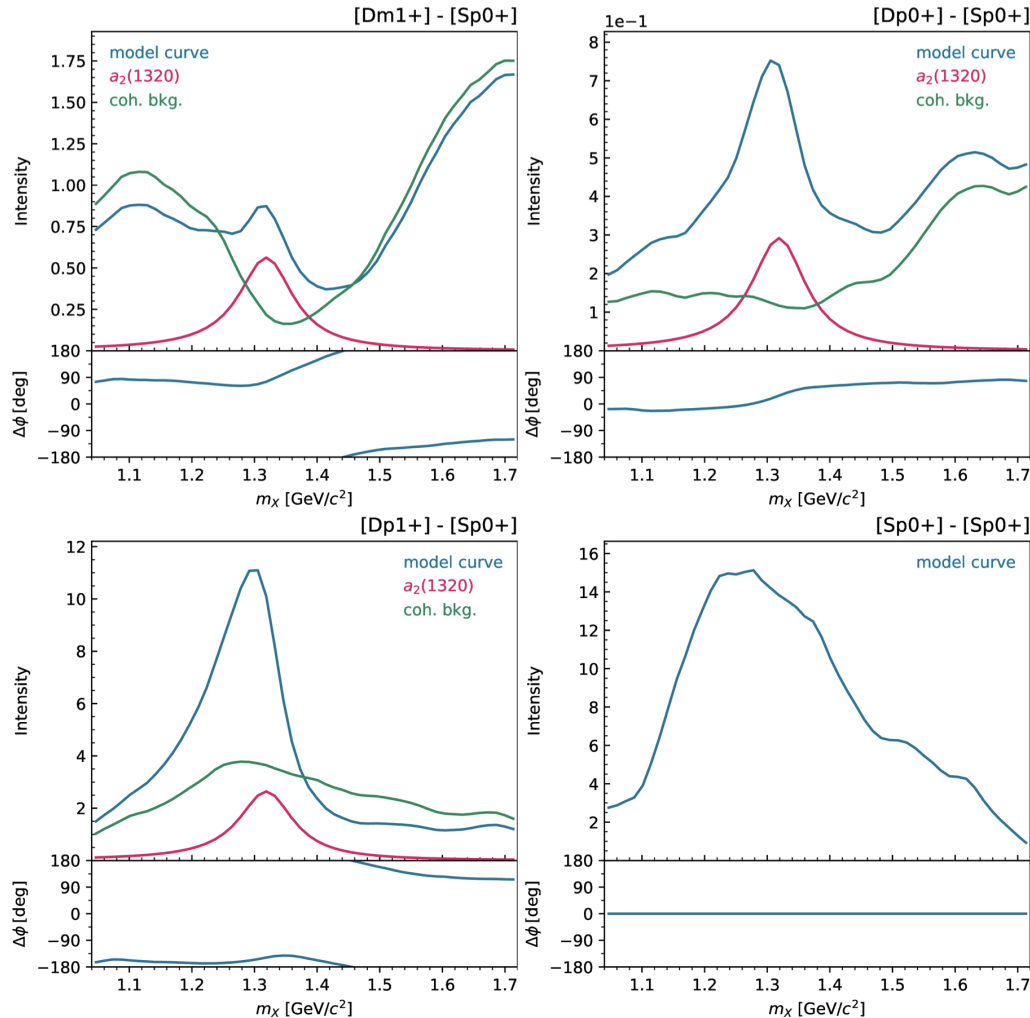 [Dm1+] - [Sp0+]
model curve
a₂(1320)
coh. bkg.
Intensity
1.75
1.50
1.25
1.00
0.75
0.50
0.25
Δϕ [deg]
180
90
0
−90
−180
1.1 1.2 1.3 1.4 1.5 1.6 1.7
mX [GeV/c²]
[Dp0+] - [Sp0+]
1e−1
model curve
a₂(1320)
coh. bkg.
Intensity
8
7
6
5
4
3
2
1
Δϕ [deg]
180
90
0
−90
−180
1.1 1.2 1.3 1.4 1.5 1.6 1.7
mX [GeV/c²]
[Dp1+] - [Sp0+]
model curve
a₂(1320)
coh. bkg.
Intensity
12
10
8
6
4
2
Δϕ [deg]
180
90
0
−90
−180
1.1 1.2 1.3 1.4 1.5 1.6 1.7
mX [GeV/c²]
[Sp0+] - [Sp0+]
model curve
Intensity
16
14
12
10
8
6
4
2
Δϕ [deg]
180
90
0
−90
−180
1.1 1.2 1.3 1.4 1.5 1.6 1.7
mX [GeV/c²]